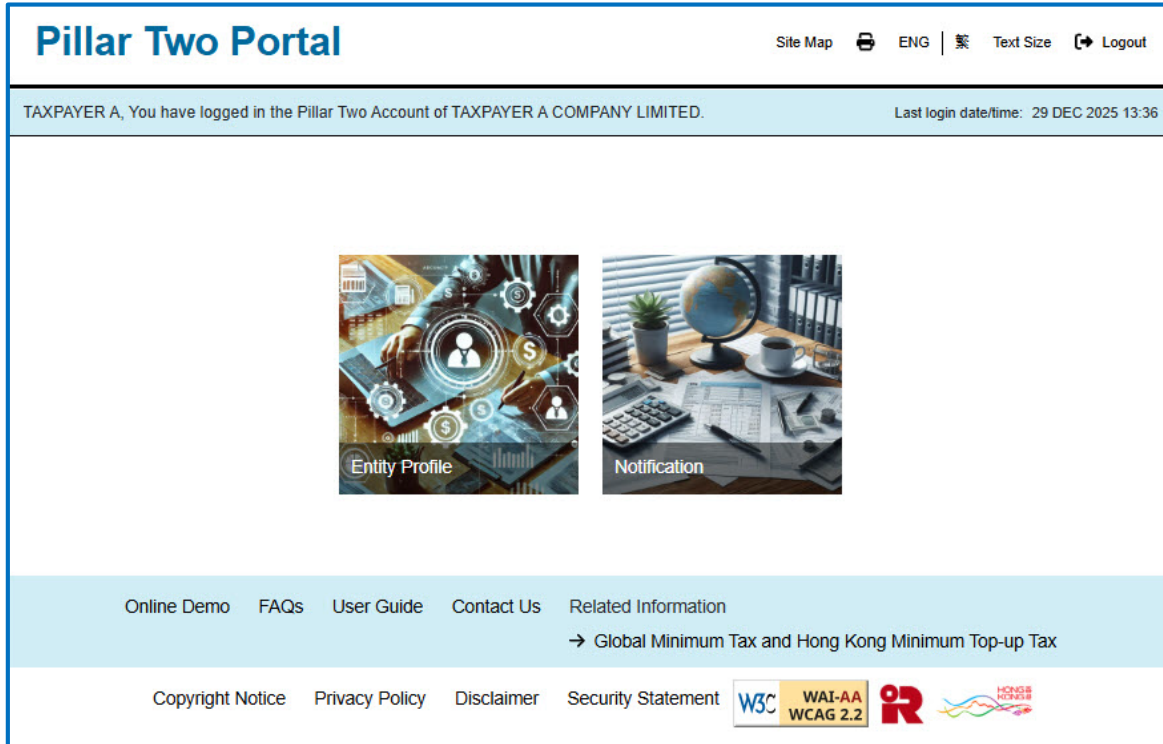 Pillar Two Portal
Site Map ENG 繁 Text Size Logout
TAXPAYER A, You have logged in the Pillar Two Account of TAXPAYER A COMPANY LIMITED. Last login date/time: 29 DEC 2025 13:36
Entity Profile Notification
Online Demo FAQs User Guide Contact Us Related Information
→ Global Minimum Tax and Hong Kong Minimum Top-up Tax
Copyright Notice Privacy Policy Disclaimer Security Statement W3C WAI-AA WCAG 2.2